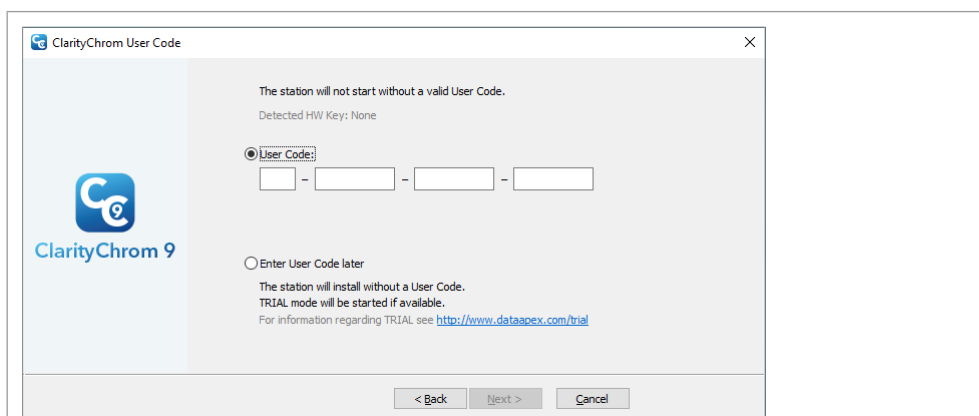 ClarityChrom User Code
The station will not start without a valid User Code.
Detected HW Key: None
User Code:
– – –
ClarityChrom 9
Enter User Code later
The station will install without a User Code.
TRIAL mode will be started if available.
For information regarding TRIAL see http://www.dataapex.com/trial
< Back Next > Cancel